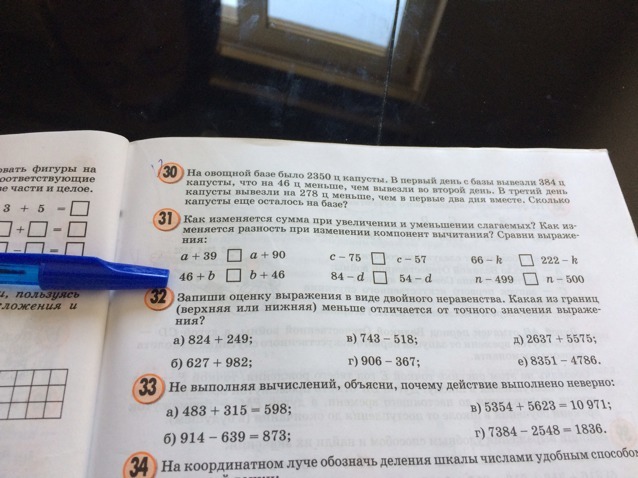 вать фигуры на
оответствующие
е части и целое.
3 + 5 = □
□ + □ = □
□ − □ = □
и, пользуясь
ложения и
30 На овощной базе было 2350 ц капусты. В первый день с базы вывезли 384 ц
капусты, что на 46 ц меньше, чем вывезли во второй день. В третий день
капусты вывезли на 278 ц меньше, чем в первые два дня вместе. Сколько
капусты еще осталось на базе?
31 Как изменяется сумма при увеличении и уменьшении слагаемых? Как из-
меняется разность при изменении компонент вычитания? Сравни выраже-
ния:
a + 39 □ a + 90 c − 75 □ c − 57 66 − k □ 222 − k
46 + b □ b + 46 84 − d □ 54 − d n − 499 □ n − 500
32 Запиши оценку выражения в виде двойного неравенства. Какая из границ
(верхняя или нижняя) меньше отличается от точного значения выраже-
ния?
а) 824 + 249; в) 743 − 518; д) 2637 + 5575;
б) 627 + 982; г) 906 − 367; е) 8351 − 4786.
33 Не выполняя вычислений, объясни, почему действие выполнено неверно:
а) 483 + 315 = 598; в) 5354 + 5623 = 10 971;
б) 914 − 639 = 873; г) 7384 − 2548 = 1836.
34 На координатном луче обозначь деления шкалы числами удобным способом